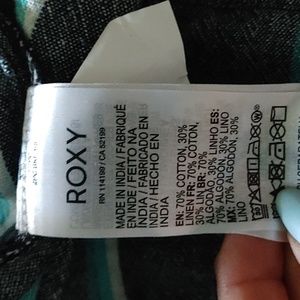 ROXY
RN 114189 / CA 52199
MADE IN INDIA / FABRIQUÉ
EN INDE / FEITO NA
INDIA / FABRICADO EN
INDIA / HECHO EN
INDIA
EN: 70% COTTON, 30%
LINEN FR: 70% COTON,
30% LIN BR: 70%
ALGODÃO, 30% LINHO ES:
70% ALGODÓN, 30% LINO
MX: 70% ALGODÓN, 30%
LINO